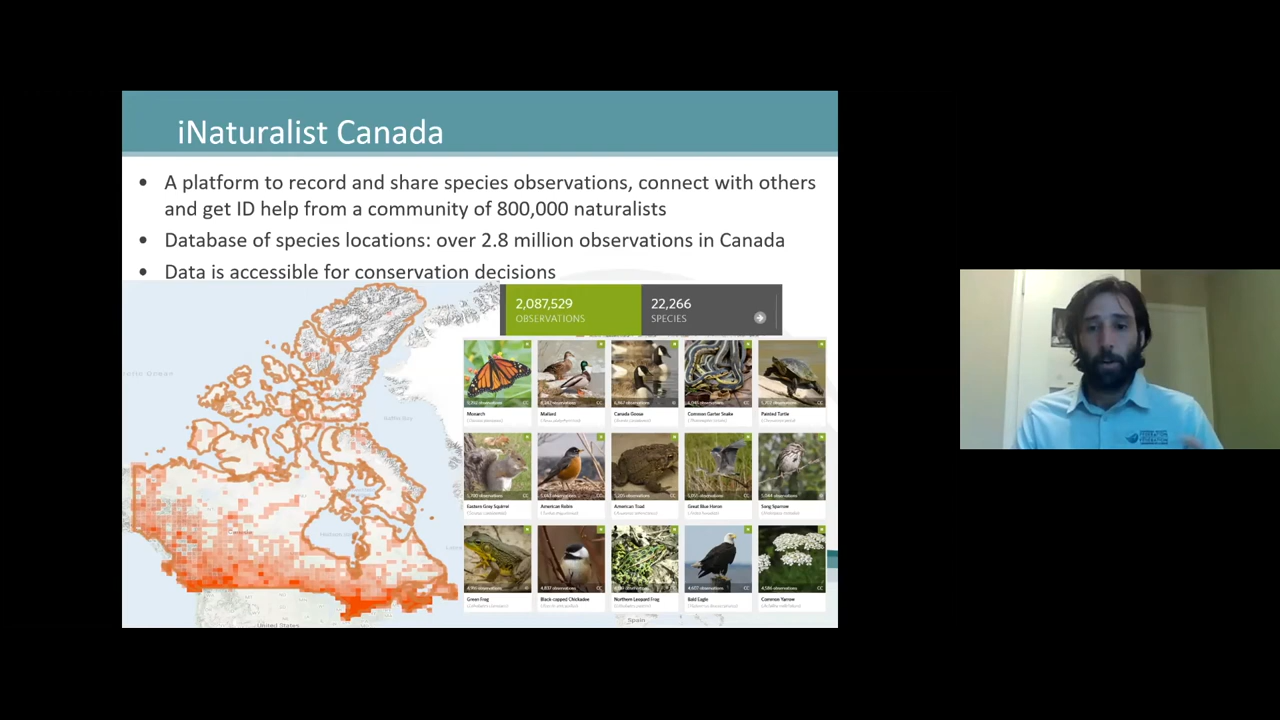 iNaturalist Canada
• A platform to record and share species observations, connect with others
and get ID help from a community of 800,000 naturalists
• Database of species locations: over 2.8 million observations in Canada
• Data is accessible for conservation decisions
2,087,529
OBSERVATIONS
22,266
SPECIES
Monarch
Mallard
Canada Goose
Common Garter Snake
Painted Turtle
Eastern Gray Squirrel
American Robin
American Toad
Great Blue Heron
Song Sparrow
Green Frog
Black-capped Chickadee
Northern Leopard Frog
Bald Eagle
Common Yarrow
Canada
United States
Spain